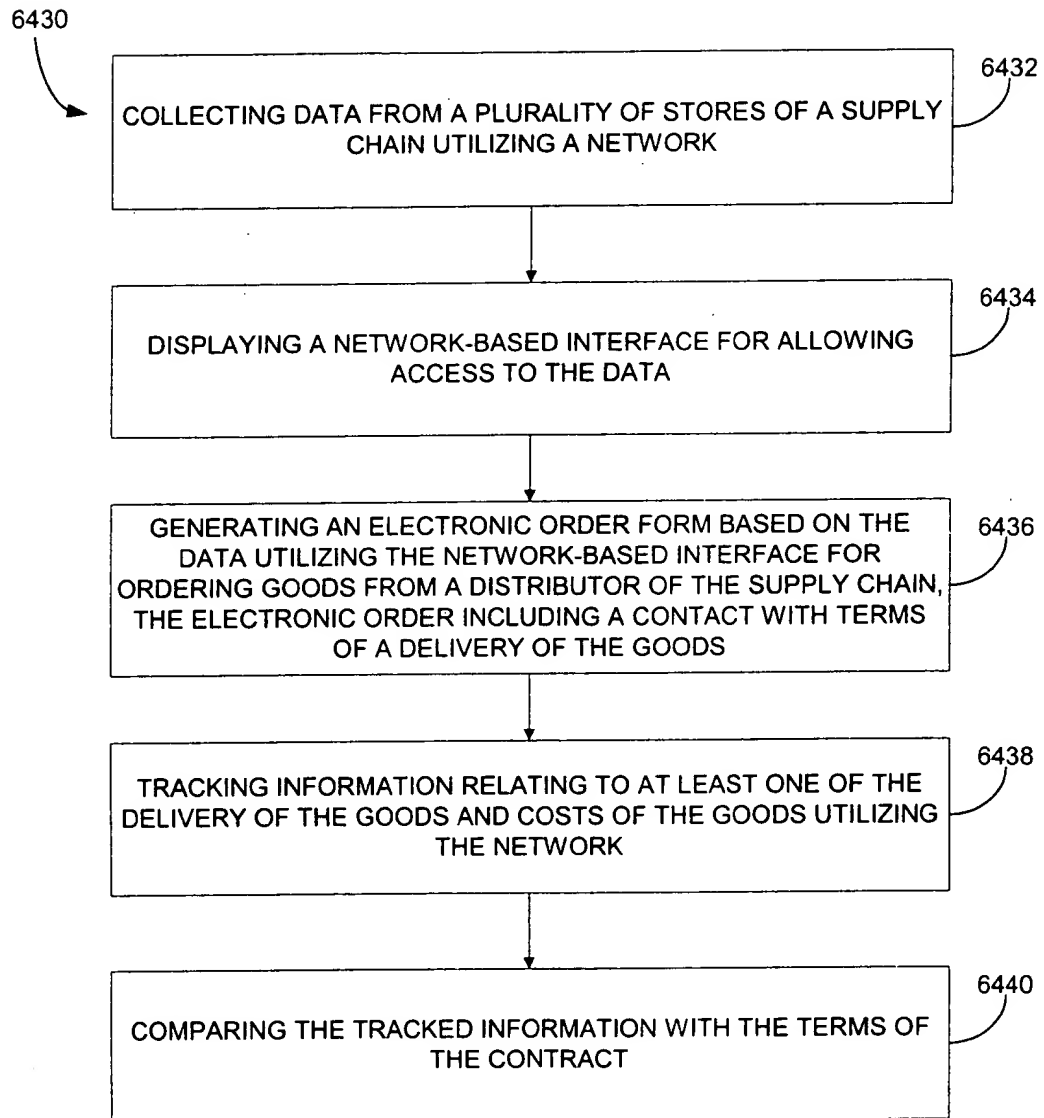 6430
6432
COLLECTING DATA FROM A PLURALITY OF STORES OF A SUPPLY
CHAIN UTILIZING A NETWORK
6434
DISPLAYING A NETWORK-BASED INTERFACE FOR ALLOWING
ACCESS TO THE DATA
6436
GENERATING AN ELECTRONIC ORDER FORM BASED ON THE
DATA UTILIZING THE NETWORK-BASED INTERFACE FOR
ORDERING GOODS FROM A DISTRIBUTOR OF THE SUPPLY CHAIN,
THE ELECTRONIC ORDER INCLUDING A CONTACT WITH TERMS
OF A DELIVERY OF THE GOODS
6438
TRACKING INFORMATION RELATING TO AT LEAST ONE OF THE
DELIVERY OF THE GOODS AND COSTS OF THE GOODS UTILIZING
THE NETWORK
6440
COMPARING THE TRACKED INFORMATION WITH THE TERMS OF
THE CONTRACT